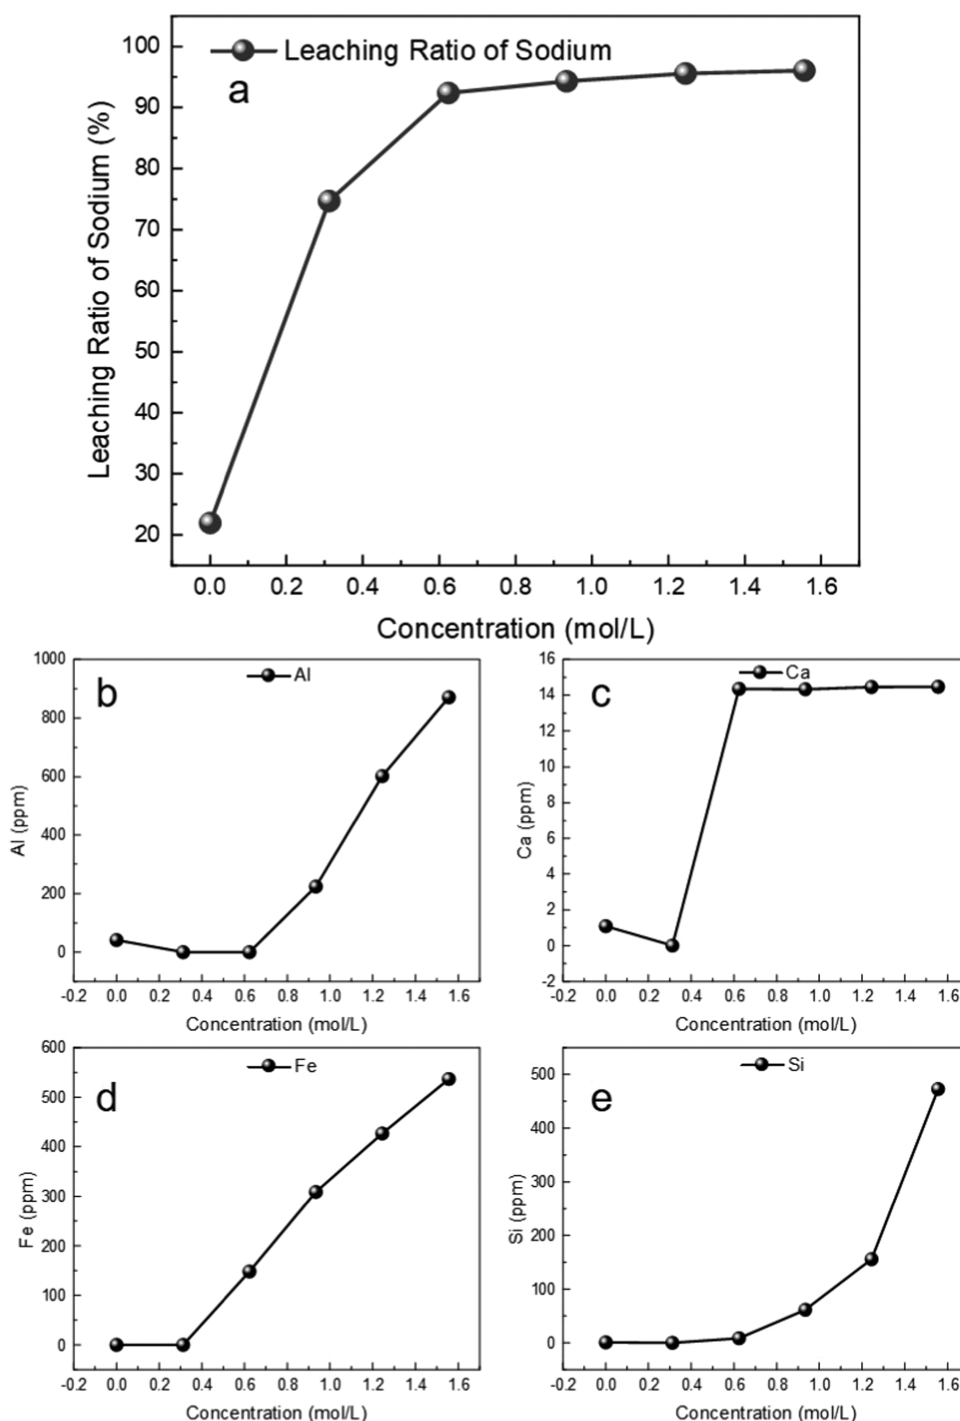 Leaching Ratio of Sodium
a
Leaching Ratio of Sodium (%)
100
90
80
70
60
50
40
30
20
0.0 0.2 0.4 0.6 0.8 1.0 1.2 1.4 1.6
Concentration (mol/L)
b
Al
Al (ppm)
1000
800
600
400
200
0
-0.2 0.0 0.2 0.4 0.6 0.8 1.0 1.2 1.4 1.6
Concentration (mol/L)
c
Ca
Ca (ppm)
16
14
12
10
8
6
4
2
0
-2
-0.2 0.0 0.2 0.4 0.6 0.8 1.0 1.2 1.4 1.6
Concentration (mol/L)
d
Fe
Fe (ppm)
600
500
400
300
200
100
0
-0.2 0.0 0.2 0.4 0.6 0.8 1.0 1.2 1.4 1.6
Concentration (mol/L)
e
Si
Si (ppm)
500
400
300
200
100
0
-0.2 0.0 0.2 0.4 0.6 0.8 1.0 1.2 1.4 1.6
Concentration (mol/L)